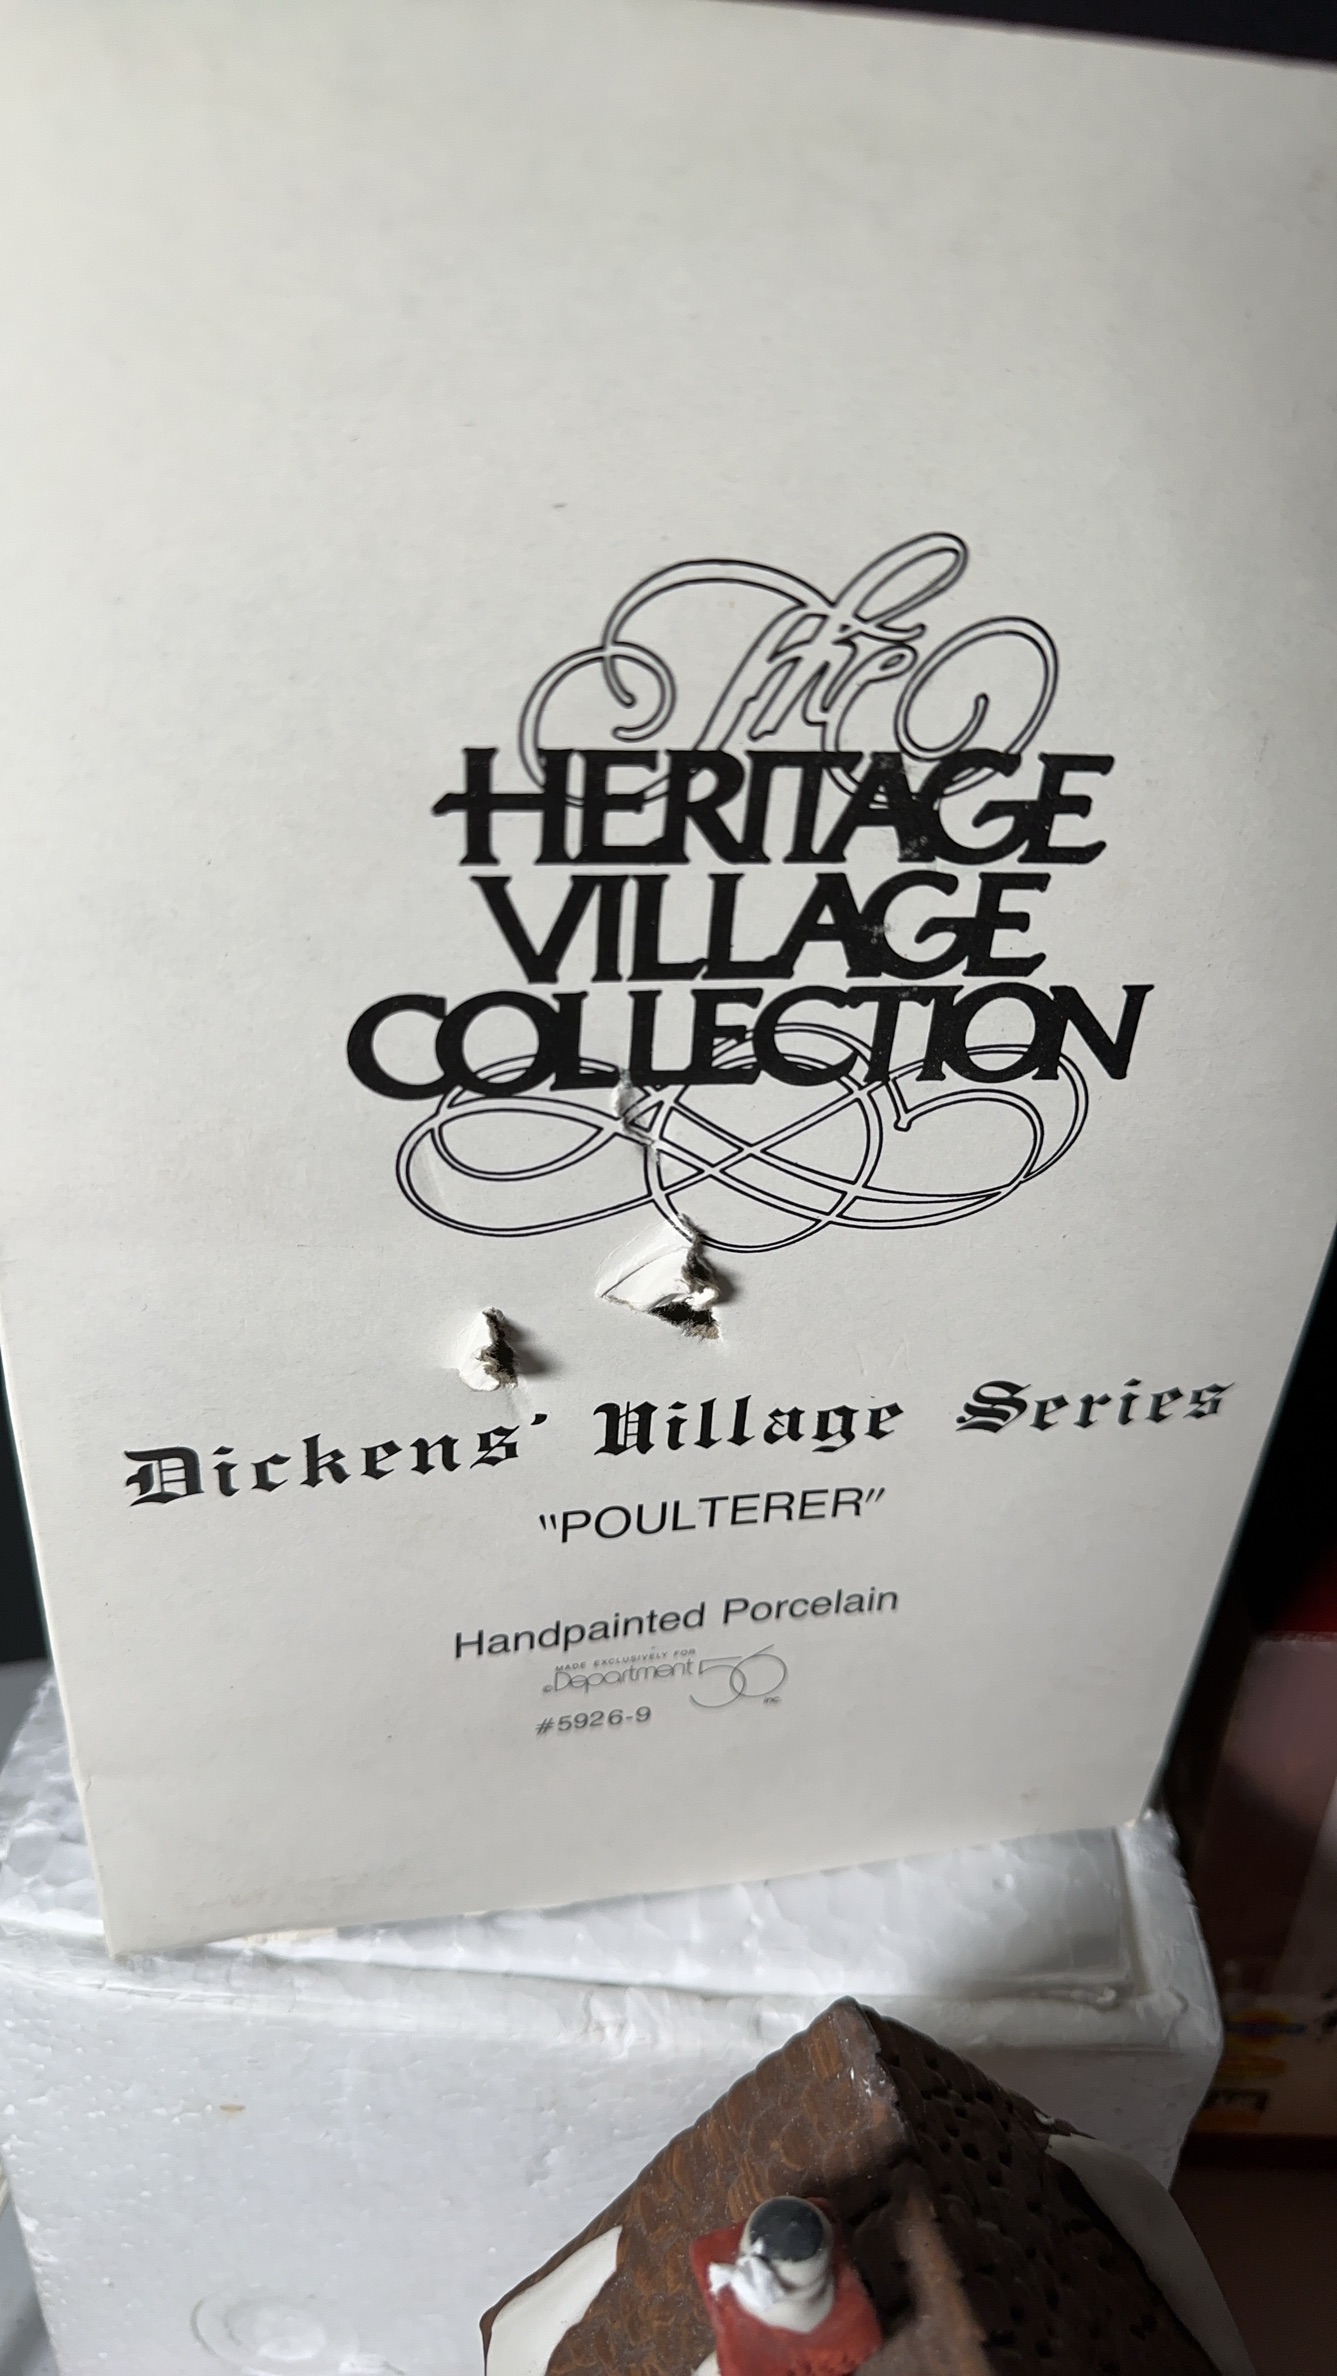 The
HERITAGE
VILLAGE
COLLECTION
Dickens' Village Series
"POULTERER"
Handpainted Porcelain
MADE EXCLUSIVELY FOR
©Department 56 inc.
#5926-9